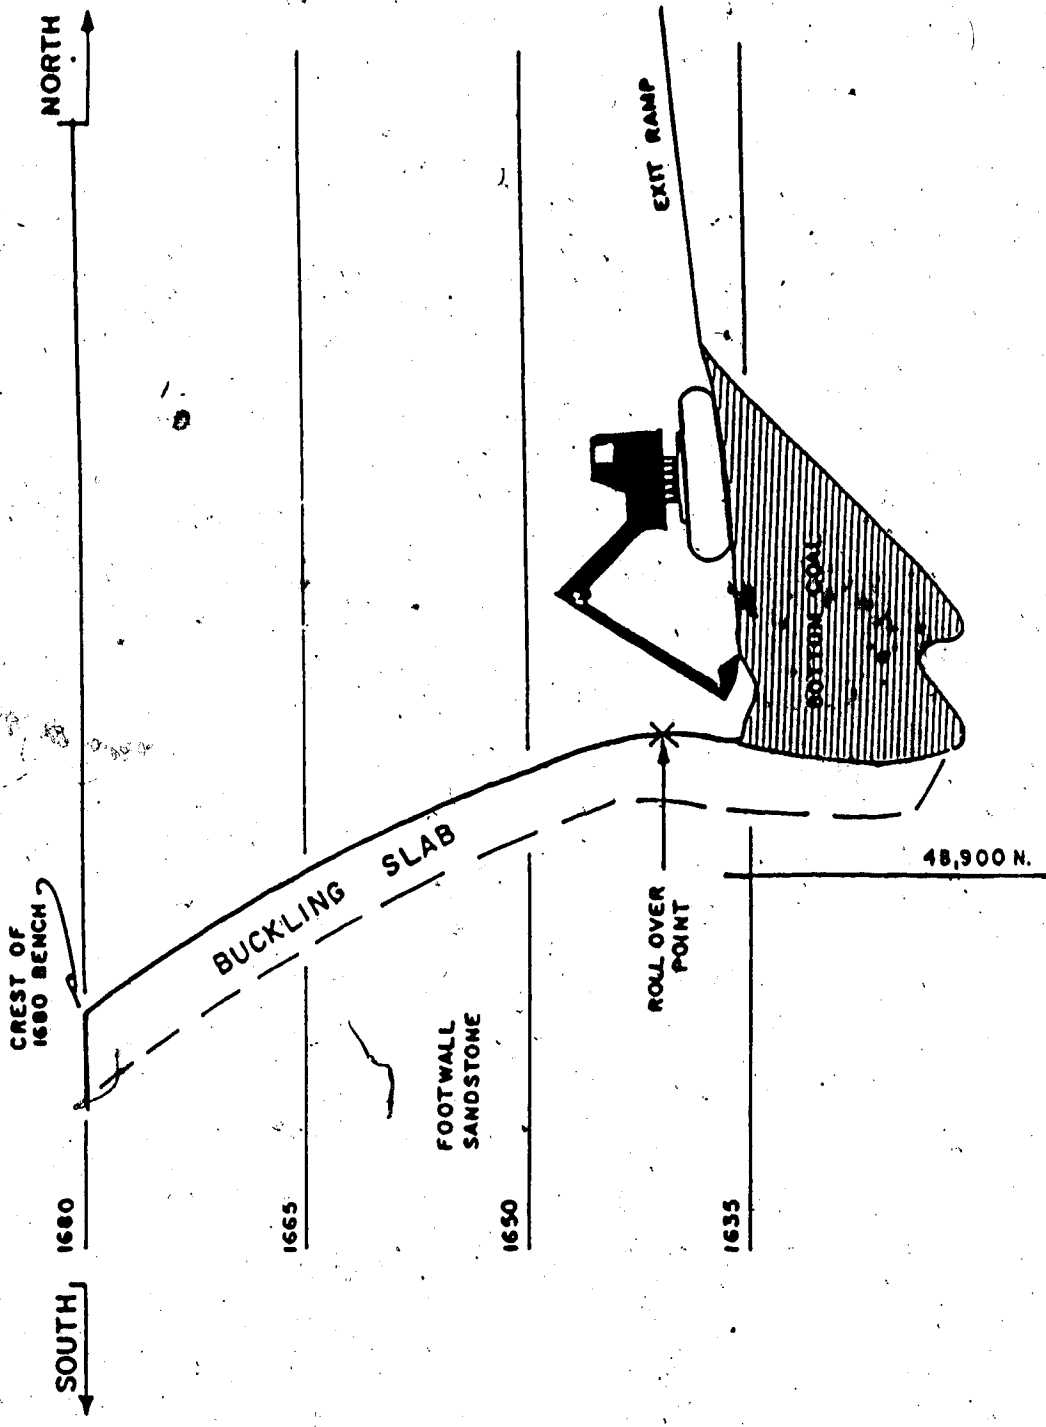 SOUTH
NORTH
CREST OF
1680 BENCH
1680
1665
1650
1635
BUCKLING SLAB
FOOTWALL
SANDSTONE
ROLL OVER
POINT
EXIT RAMP
BOTTOM COAL
48,900 N.